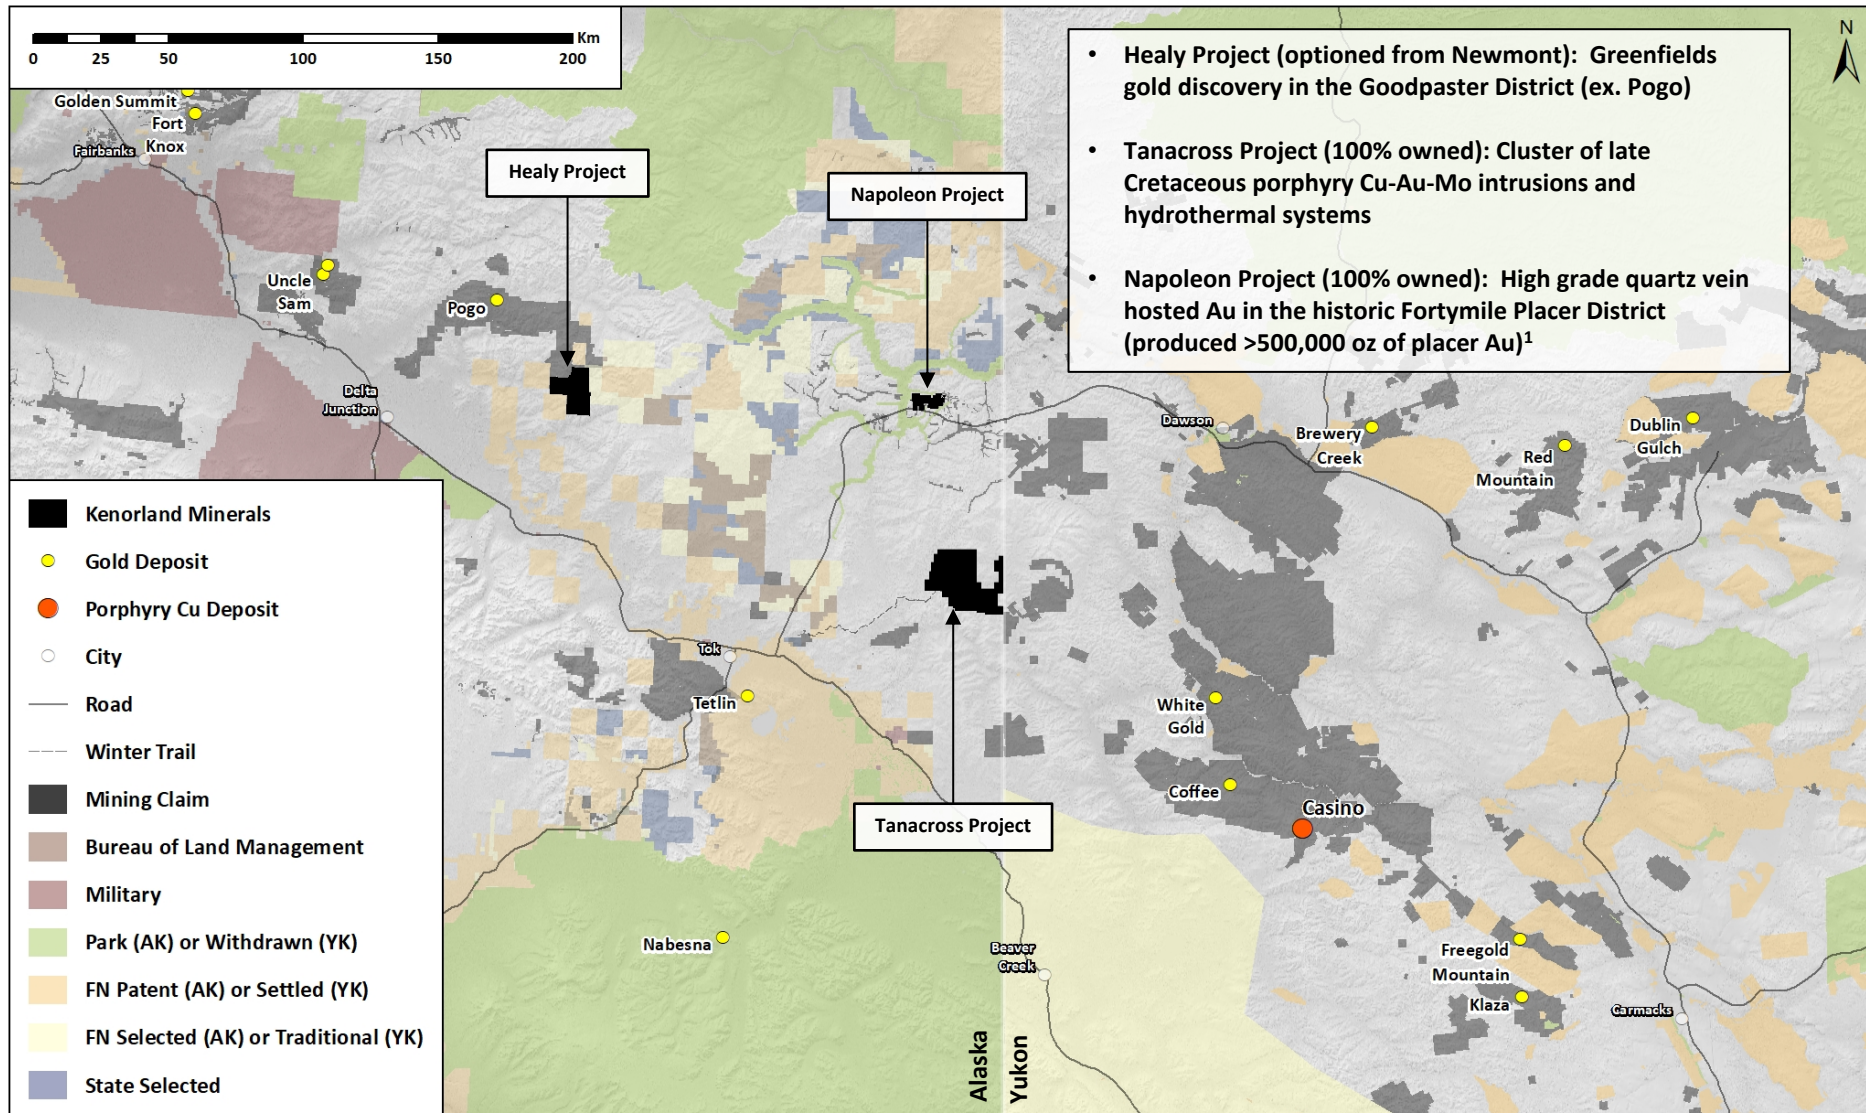 Km
0 25 50 100 150 200
N
• Healy Project (optioned from Newmont): Greenfields
gold discovery in the Goodpaster District (ex. Pogo)
• Tanacross Project (100% owned): Cluster of late
Cretaceous porphyry Cu-Au-Mo intrusions and
hydrothermal systems
• Napoleon Project (100% owned): High grade quartz vein
hosted Au in the historic Fortymile Placer District
(produced >500,000 oz of placer Au)1
Golden Summit
Fort
Knox
Fairbanks
Healy Project
Napoleon Project
Uncle
Sam
Pogo
Delta
Junction
Dawson
Brewery
Creek
Red
Mountain
Dublin
Gulch
Tok
Tetlin
White
Gold
Coffee
Casino
Tanacross Project
Nabesna
Beaver
Creek
Freegold
Mountain
Klaza
Carmacks
Alaska
Yukon
Kenorland Minerals
Gold Deposit
Porphyry Cu Deposit
City
Road
Winter Trail
Mining Claim
Bureau of Land Management
Military
Park (AK) or Withdrawn (YK)
FN Patent (AK) or Settled (YK)
FN Selected (AK) or Traditional (YK)
State Selected